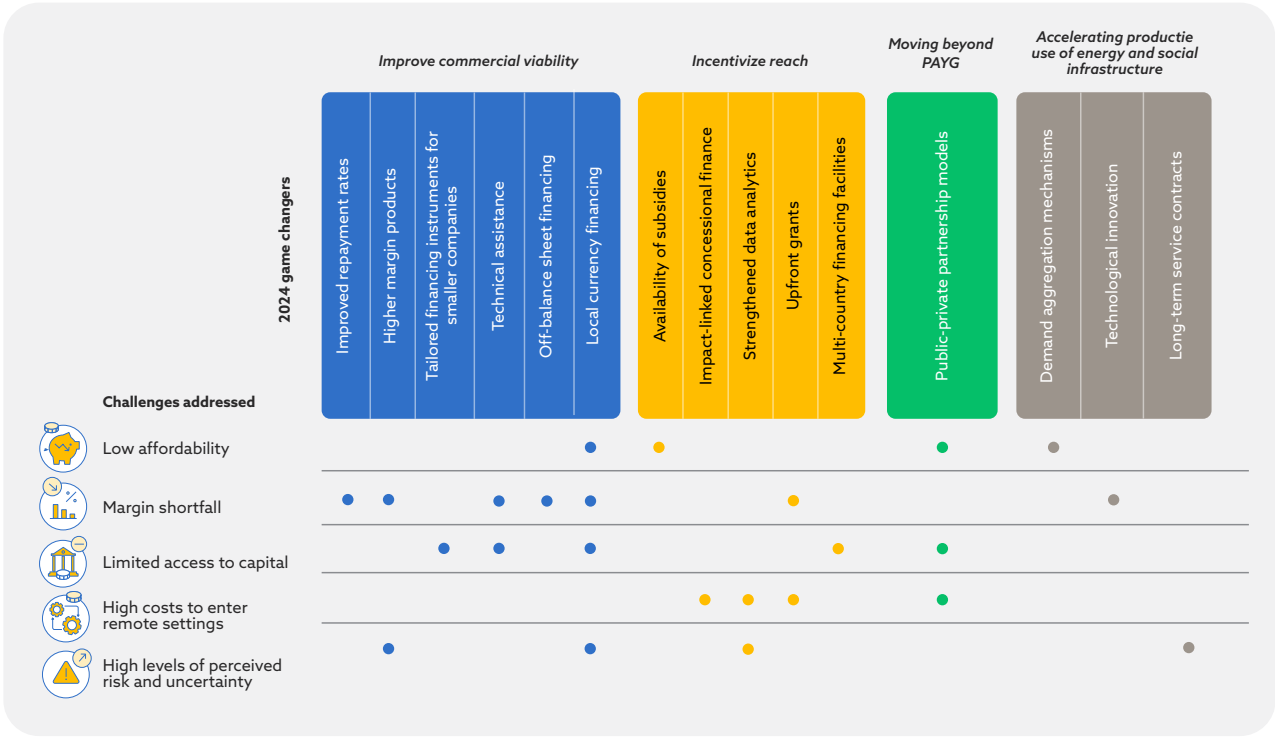 Improve commercial viability
Incentivize reach
Moving beyond
PAYG
Accelerating productie
use of energy and social
infrastructure
2024 game changers
Improved repayment rates
Higher margin products
Tailored financing instruments for
smaller companies
Technical assistance
Off-balance sheet financing
Local currency financing
Availability of subsidies
Impact-linked concessional finance
Strengthened data analytics
Upfront grants
Multi-country financing facilities
Public-private partnership models
Demand aggregation mechanisms
Technological innovation
Long-term service contracts
Challenges addressed
Low affordability
%
Margin shortfall
Limited access to capital
High costs to enter
remote settings
!
High levels of perceived
risk and uncertainty